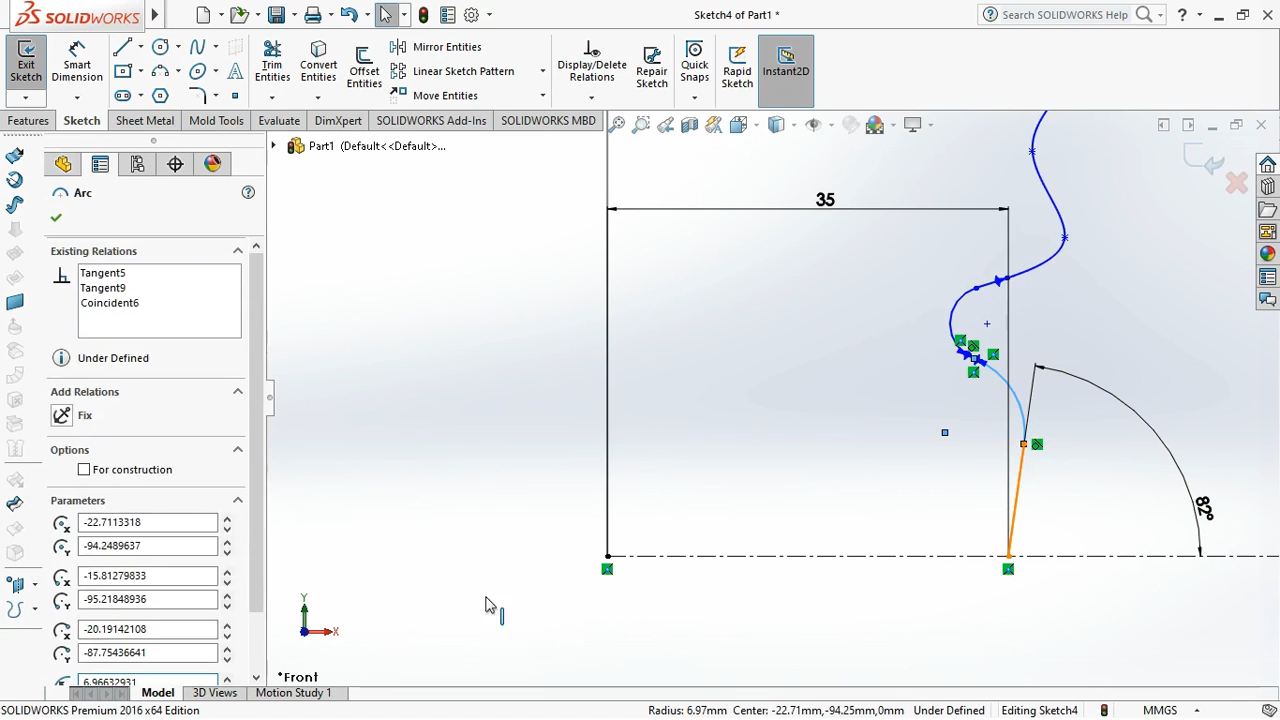 SOLIDWORKS
Sketch4 of Part1 *
Search SOLIDWORKS Help
?
Exit Sketch
Smart Dimension
Trim Entities
Convert Entities
Offset Entities
Mirror Entities
Linear Sketch Pattern
Move Entities
Display/Delete Relations
Repair Sketch
Quick Snaps
Rapid Sketch
Instant2D
Features
Sketch
Sheet Metal
Mold Tools
Evaluate
DimXpert
SOLIDWORKS Add-Ins
SOLIDWORKS MBD
Part1 (Default<<Default>...
Arc
?
Existing Relations
Tangent5
Tangent9
Coincident6
Under Defined
Add Relations
Fix
Options
For construction
Parameters
-22.7113318
-94.2489637
-15.81279833
-95.21848936
-20.19142108
-87.75436641
6.96632931
35
82°
Y
X
*Front
Model
3D Views
Motion Study 1
SOLIDWORKS Premium 2016 x64 Edition
Radius: 6.97mm Center: -22.71mm,-94.25mm,0mm
Under Defined
Editing Sketch4
MMGS